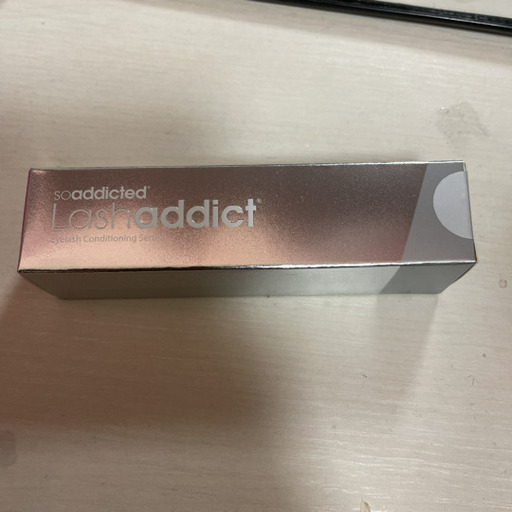 soaddicted®
Lashaddict®
Eyelash Conditioning Serum